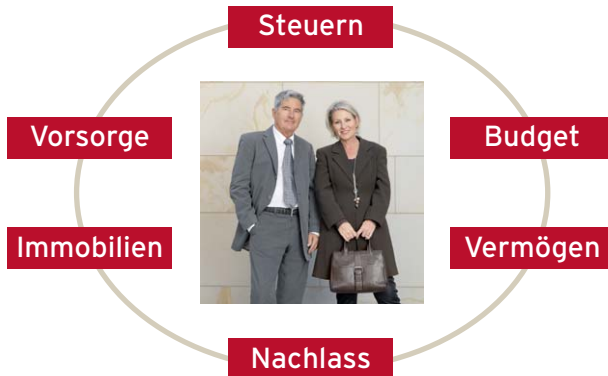 Steuern
Vorsorge
Budget
Immobilien
Vermögen
Nachlass